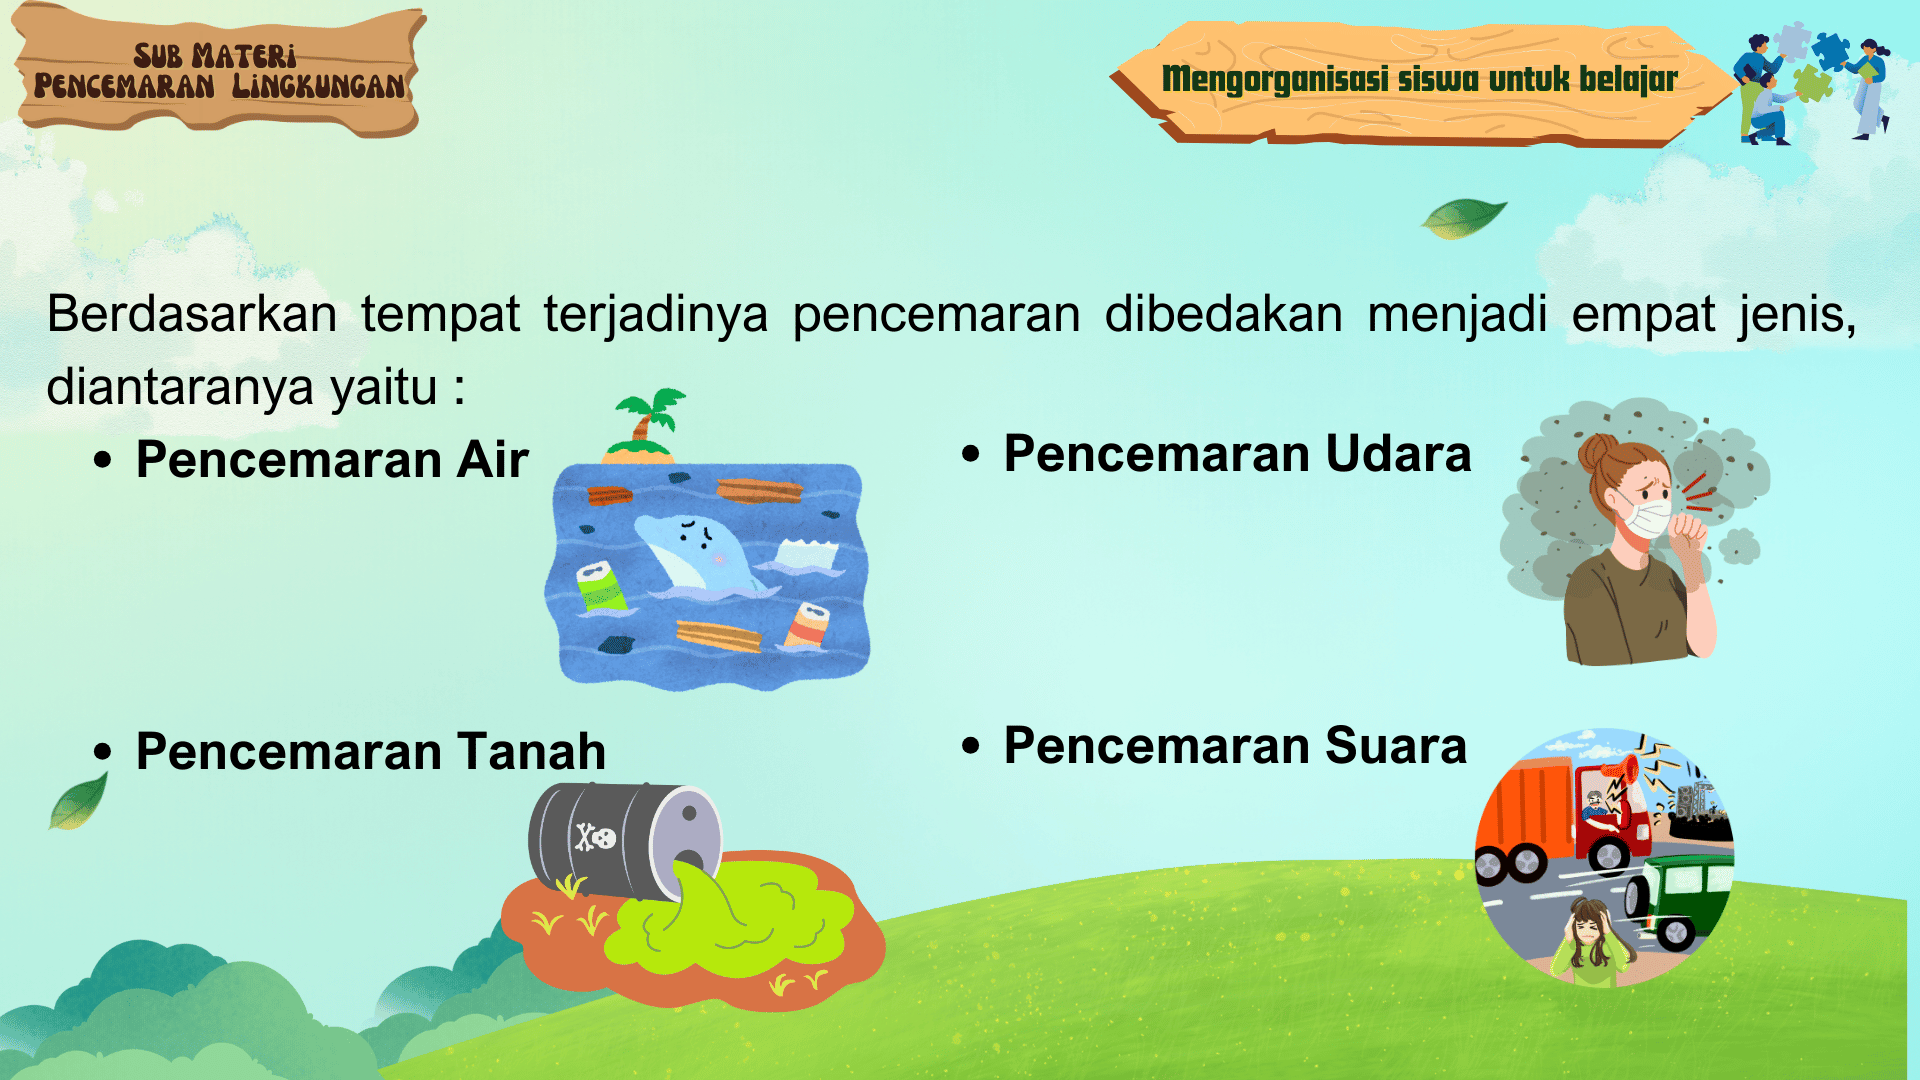 Sub Materi
Pencemaran Lingkungan
Mengorganisasi siswa untuk belajar
Berdasarkan tempat terjadinya pencemaran dibedakan menjadi empat jenis,
diantaranya yaitu :
• Pencemaran Air
• Pencemaran Udara
• Pencemaran Tanah
• Pencemaran Suara